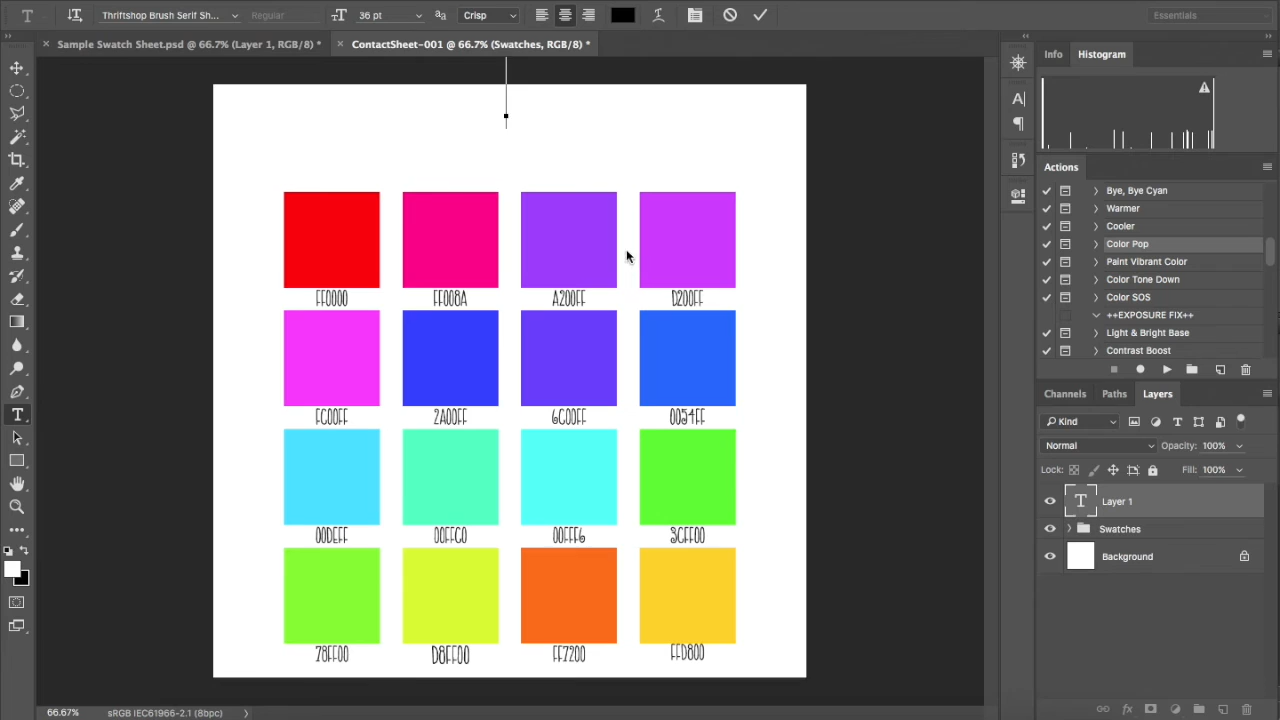 Thriftshop Brush Serif Sh... Regular 36 pt Crisp Essentials
Sample Swatch Sheet.psd @ 66.7% (Layer 1, RGB/8) * ContactSheet-001 @ 66.7% (Swatches, RGB/8) *
Info Histogram
Actions
Bye, Bye Cyan
Warmer
Cooler
Color Pop
Paint Vibrant Color
Color Tone Down
Color SOS
++EXPOSURE FIX++
Light & Bright Base
Contrast Boost
Channels Paths Layers
Kind
Normal Opacity: 100%
Lock: Fill: 100%
Layer 1
Swatches
Background
FF0000 FF008A A200FF D200FF
FC00FF 2A00FF 6C00FF 0054FF
00DEFF 00FFC0 00FFF6 3CFF00
78FF00 D8FF00 FF7200 FFD800
66.67% sRGB IEC61966-2.1 (8bpc)